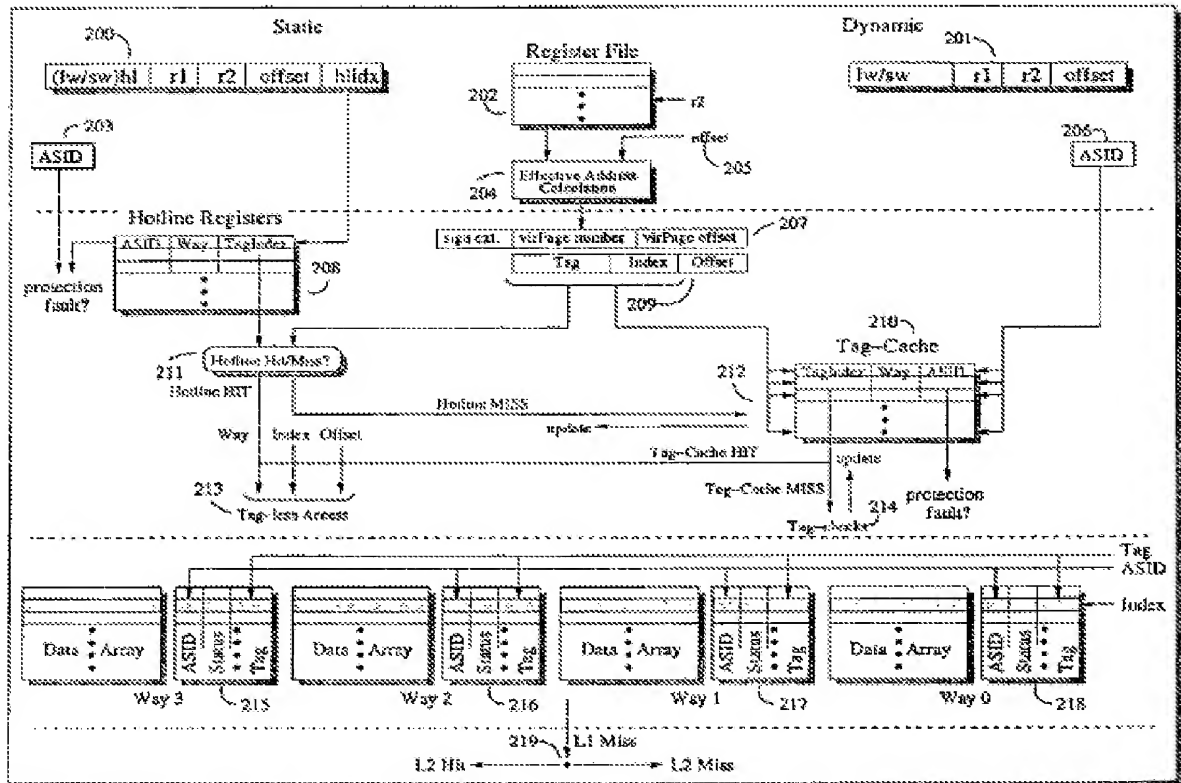 Static
Dynamic
200
Register File
201
(lw/sw)hl r1 r2 offset hlidx
lw/sw r1 r2 offset
202
r2
203
ASID
offset
205
206
ASID
204
Effective Address
Calculation
Hotline Registers
ASID Way TagIndex
sign ext. virPage number virPage offset
207
Tag Index Offset
208
protection
fault?
209
210
Tag-Cache
Hotline Hit/Miss?
211
TagIndex Way ASID
212
Hotline HIT
Hotline MISS
update
Way Index Offset
Tag-Cache HIT
update
Tag-Cache MISS
213
Tag-less Access
214
protection
fault?
Tag-checks
Tag
ASID
Index
Data Array ASID Status Tag
Data Array ASID Status Tag
Data Array ASID Status Tag
Data Array ASID Status Tag
Way 3 215
Way 2 216
Way 1 217
Way 0 218
219
L1 Miss
L2 Hit
L2 Miss